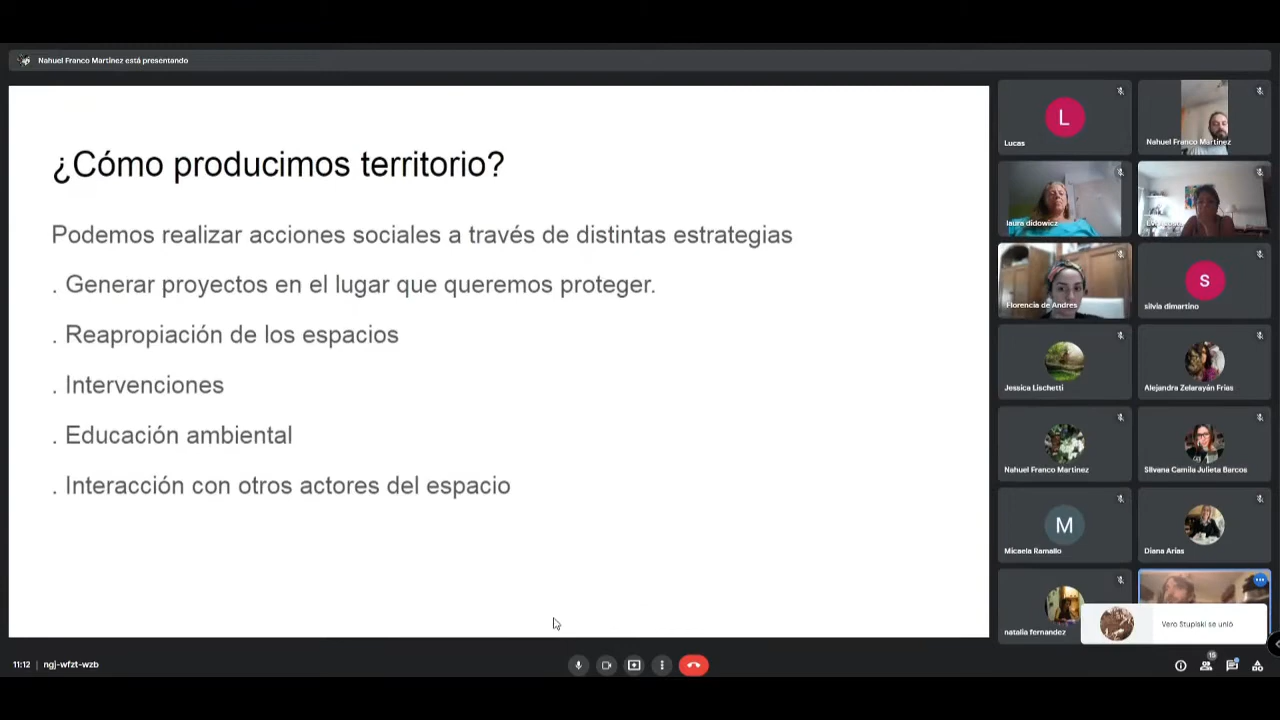 Nahuel Franco Martínez está presentando
¿Cómo producimos territorio?
Podemos realizar acciones sociales a través de distintas estrategias
. Generar proyectos en el lugar que queremos proteger.
. Reapropiación de los espacios
. Intervenciones
. Educación ambiental
. Interacción con otros actores del espacio
L
Lucas
Nahuel Franco Martínez
laura didowicz
Florencia de Andres
S
silvia dimartino
Jessica Lischetti
Alejandra Zelarayán Frías
Nahuel Franco Martínez
Silvana Camila Julieta Barcos
M
Micaela Ramallo
Diana Arias
natalia fernandez
Vero Stupiski se unió
11:12 | ngj-wfzt-wzb
15